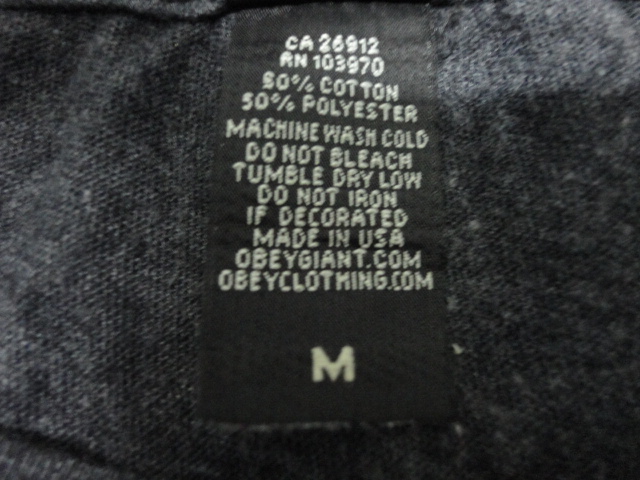 CA 26912
RN 103970
50% COTTON
50% POLYESTER
MACHINE WASH COLD
DO NOT BLEACH
TUMBLE DRY LOW
DO NOT IRON
IF DECORATED
MADE IN USA
OBEYGIANT.COM
OBEYCLOTHING.COM
M